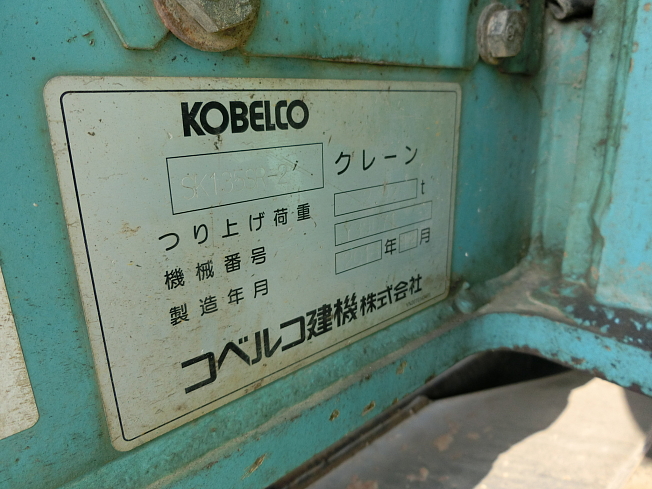 KOBELCO
クレーン
つり上げ荷重 t
機械番号
製造年月 年 月
コベルコ建機株式会社